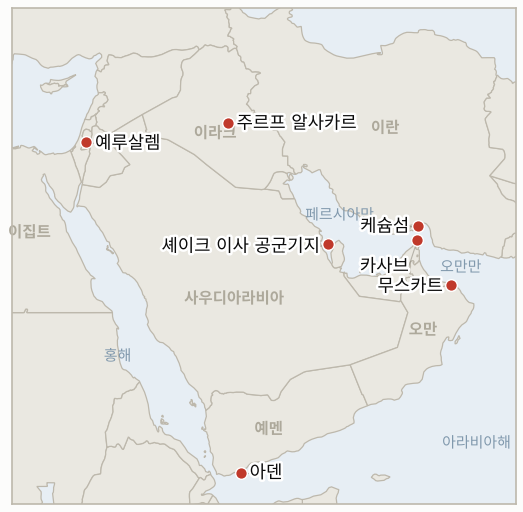 주르프 알사카르
이라크
이란
예루살렘
페르시아만
케슘섬
이집트
셰이크 이사 공군기지
카사브
오만만
무스카트
사우디아라비아
오만
홍해
예멘
아라비아해
아덴